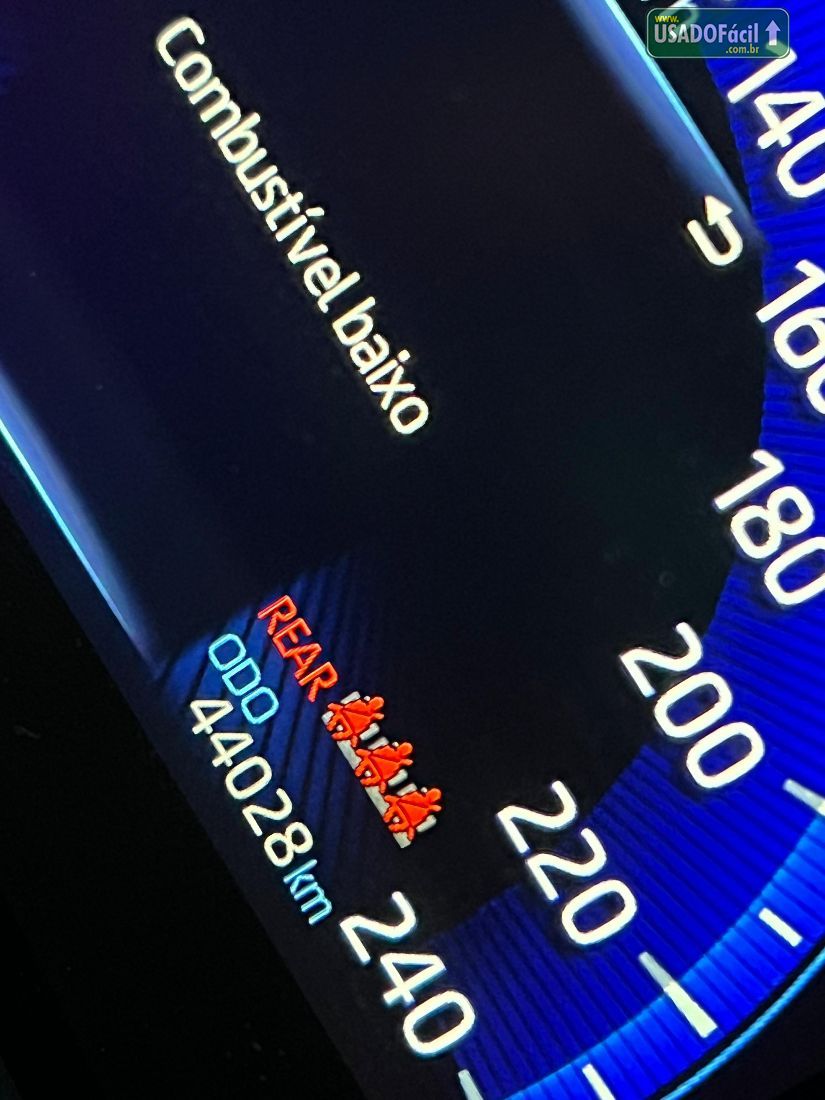 www.
USADOFácil
.com.br
Combustível baixo
140
160
180
200
220
240
REAR
ODO
44028 km